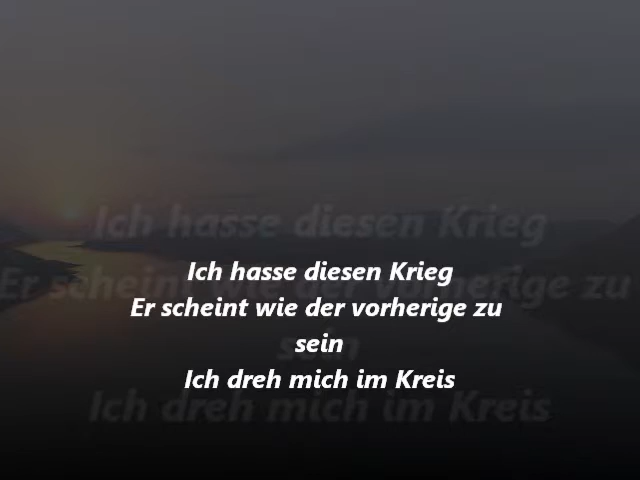 Ich hasse diesen Krieg
Er scheint wie der vorherige zu
sein
Ich dreh mich im Kreis